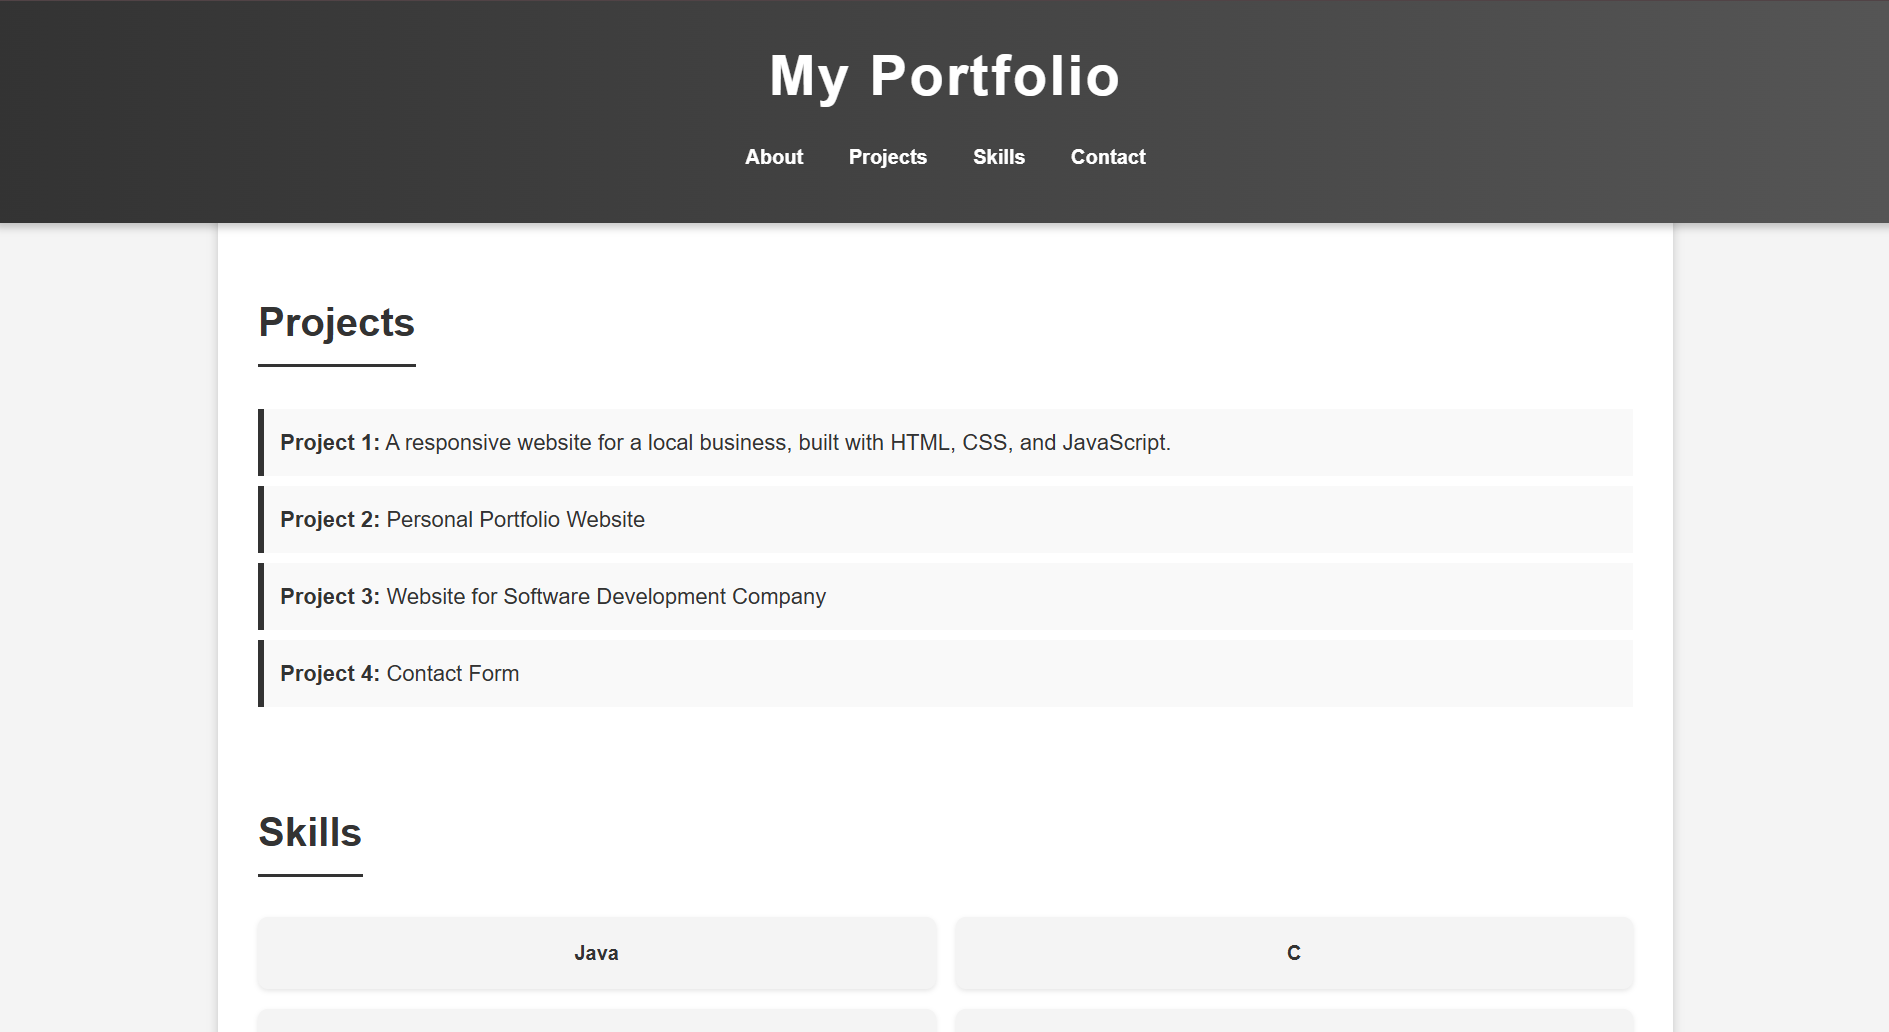 My Portfolio
About Projects Skills Contact
Projects
Project 1: A responsive website for a local business, built with HTML, CSS, and JavaScript.
Project 2: Personal Portfolio Website
Project 3: Website for Software Development Company
Project 4: Contact Form
Skills
Java C